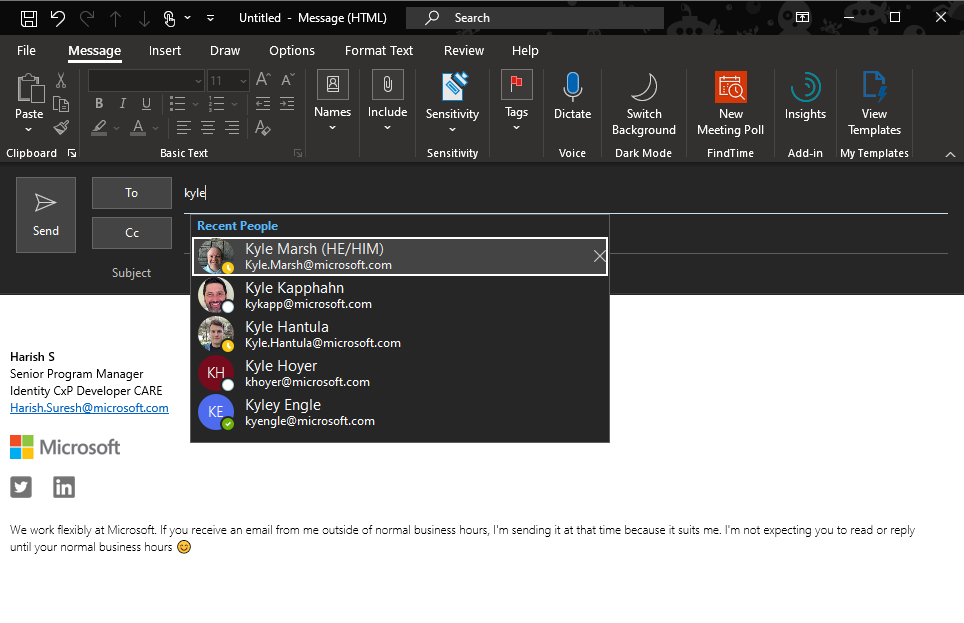 Untitled - Message (HTML)
Search
File Message Insert Draw Options Format Text Review Help
11
Paste
B I U
A
Names
Include
Sensitivity
Tags
Dictate
Switch Background
New Meeting Poll
Insights
View Templates
Clipboard
Basic Text
Sensitivity
Voice
Dark Mode
FindTime
Add-in
My Templates
Send
To
kyle
Cc
Subject
Recent People
Kyle Marsh (HE/HIM)
Kyle.Marsh@microsoft.com
Kyle Kapphahn
kykapp@microsoft.com
Kyle Hantula
Kyle.Hantula@microsoft.com
KH
Kyle Hoyer
khoyer@microsoft.com
KE
Kyley Engle
kyengle@microsoft.com
Harish S
Senior Program Manager
Identity CxP Developer CARE
Harish.Suresh@microsoft.com
Microsoft
in
We work flexibly at Microsoft. If you receive an email from me outside of normal business hours, I'm sending it at that time because it suits me. I'm not expecting you to read or reply
until your normal business hours 😊